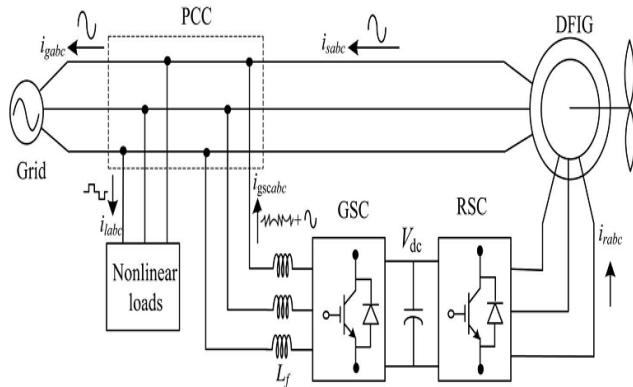 PCC
DFIG
i_gabc
i_sabc
Grid
i_labc
i_gscabc
GSC
RSC
V_dc
i_rabc
Nonlinear
loads
L_f